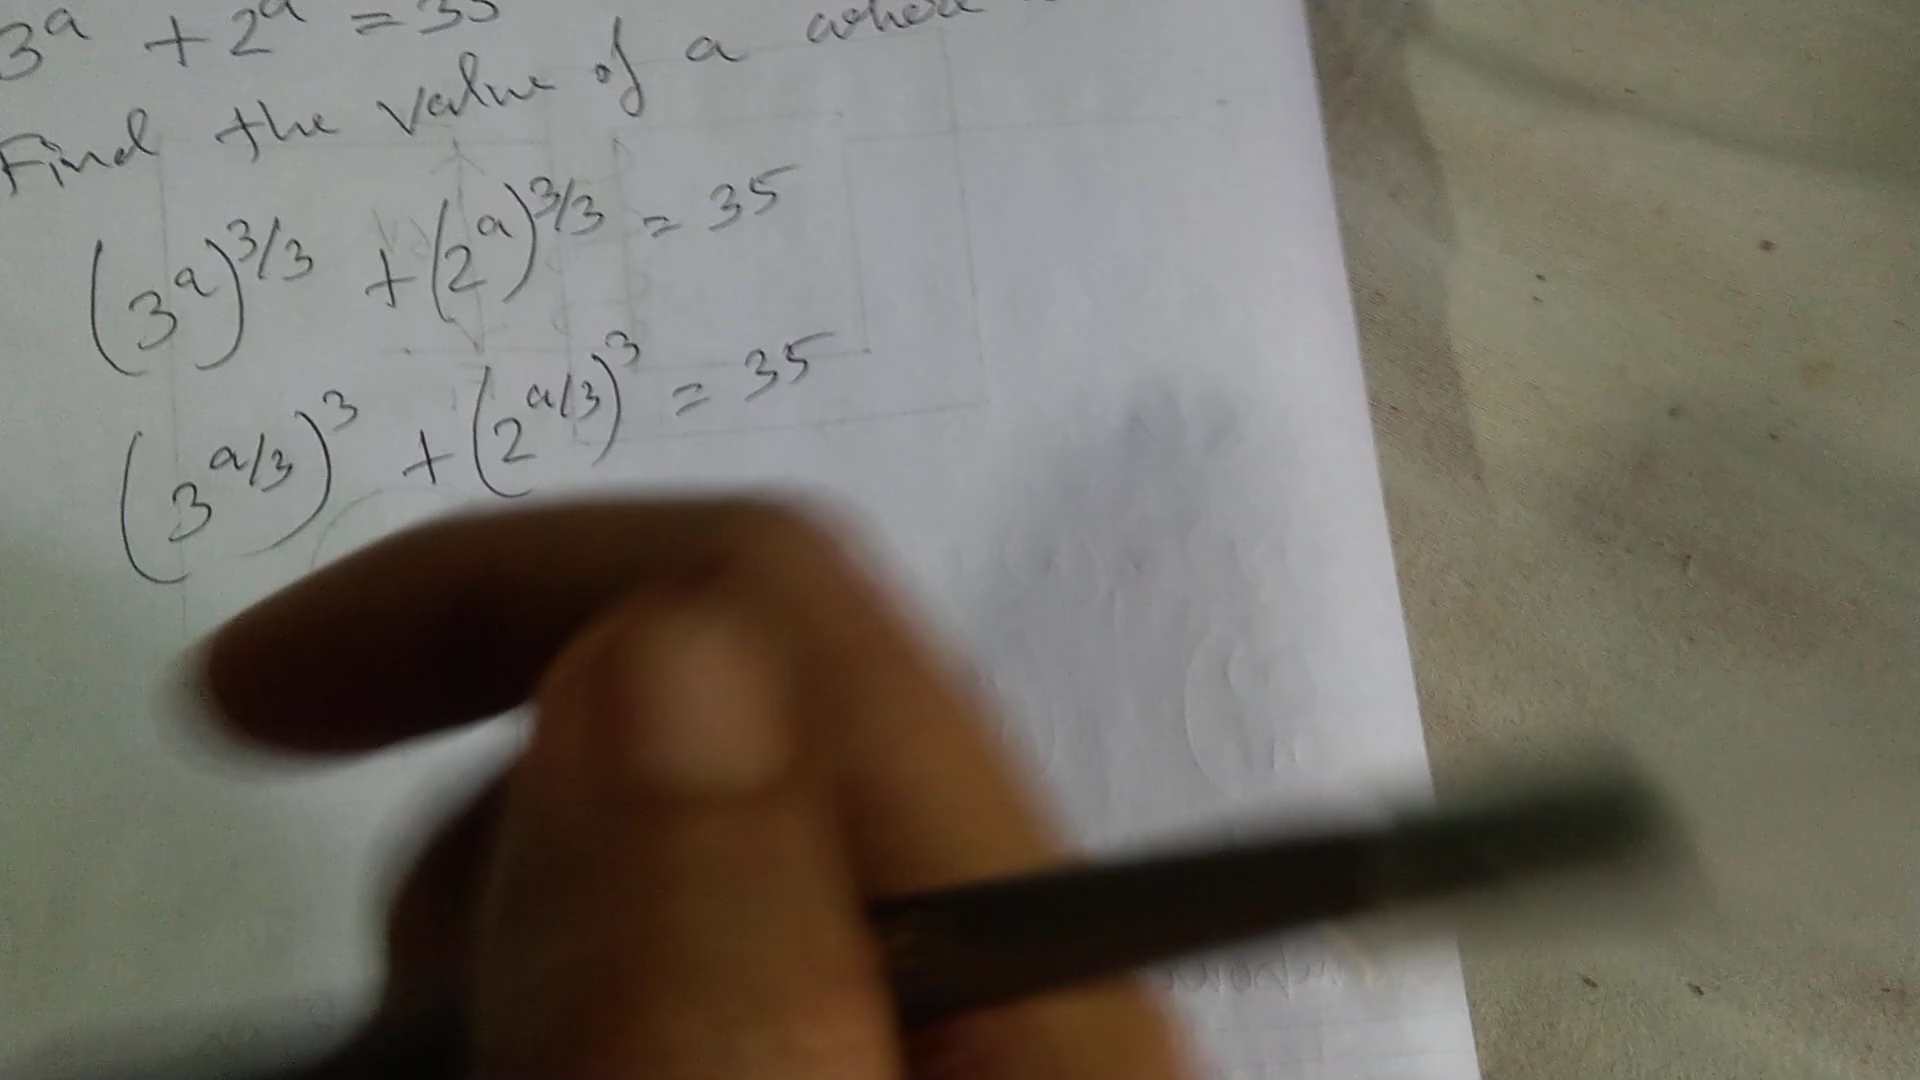 3^a + 2^a = 35
Find the value of a where
(3^a)^3/3 + (2^a)^3/3 = 35
(3^a/3)^3 + (2^a/3)^3 = 35